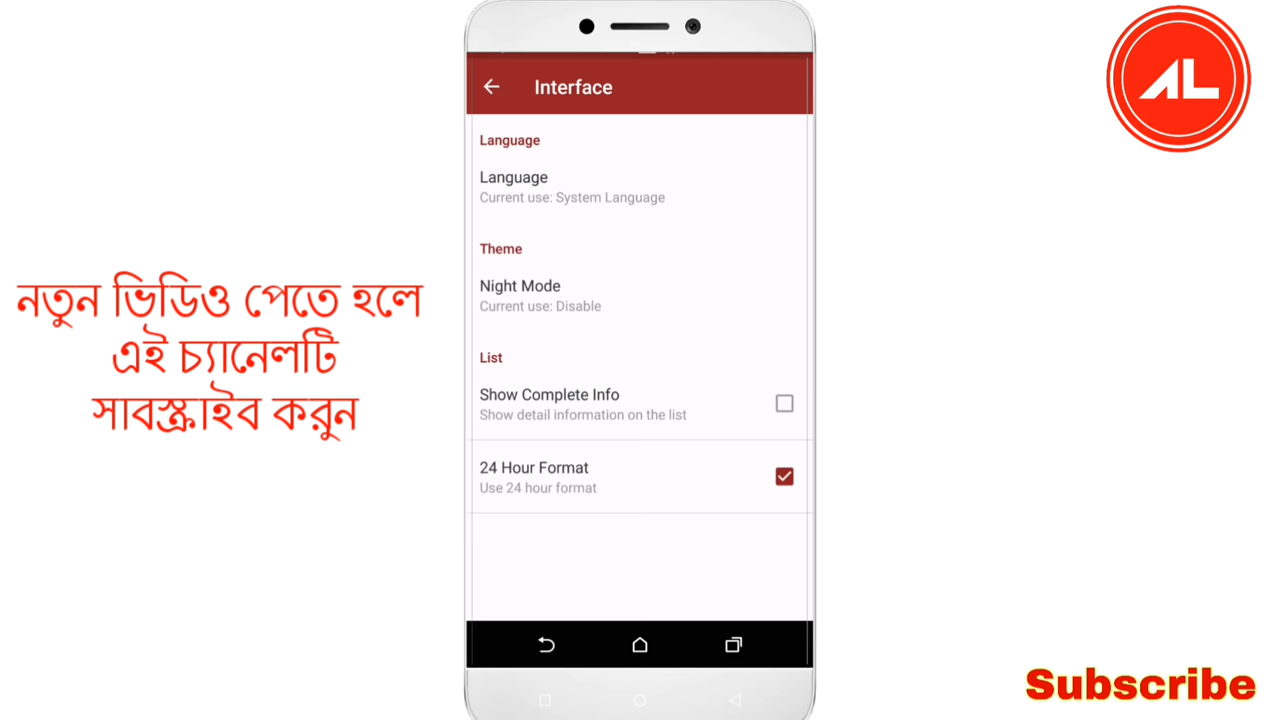 AL
Interface
Language
Language
Current use: System Language
Theme
Night Mode
Current use: Disable
List
Show Complete Info
Show detail information on the list
24 Hour Format
Use 24 hour format
নতুন ভিডিও পেতে হলে
এই চ্যানেলটি
সাবস্ক্রাইব করুন
Subscribe